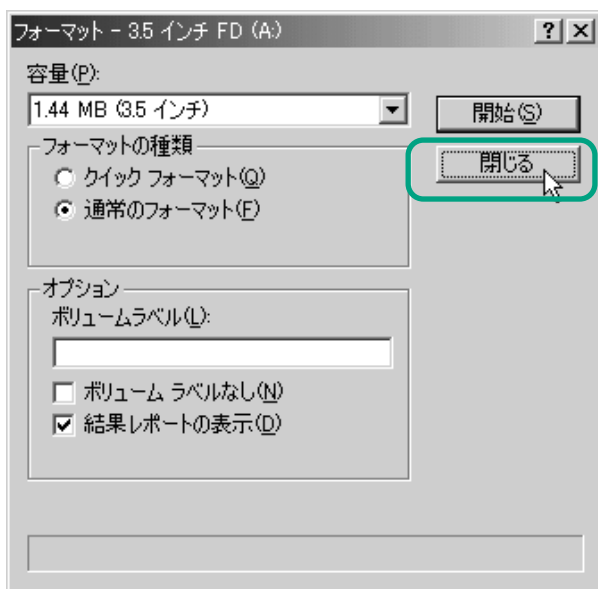 フォーマット - 3.5 インチ FD (A:)
容量(P):
1.44 MB (3.5 インチ)
開始(S)
フォーマットの種類
閉じる
クイック フォーマット(Q)
通常のフォーマット(F)
オプション
ボリュームラベル(L):
ボリューム ラベルなし(N)
結果レポートの表示(D)